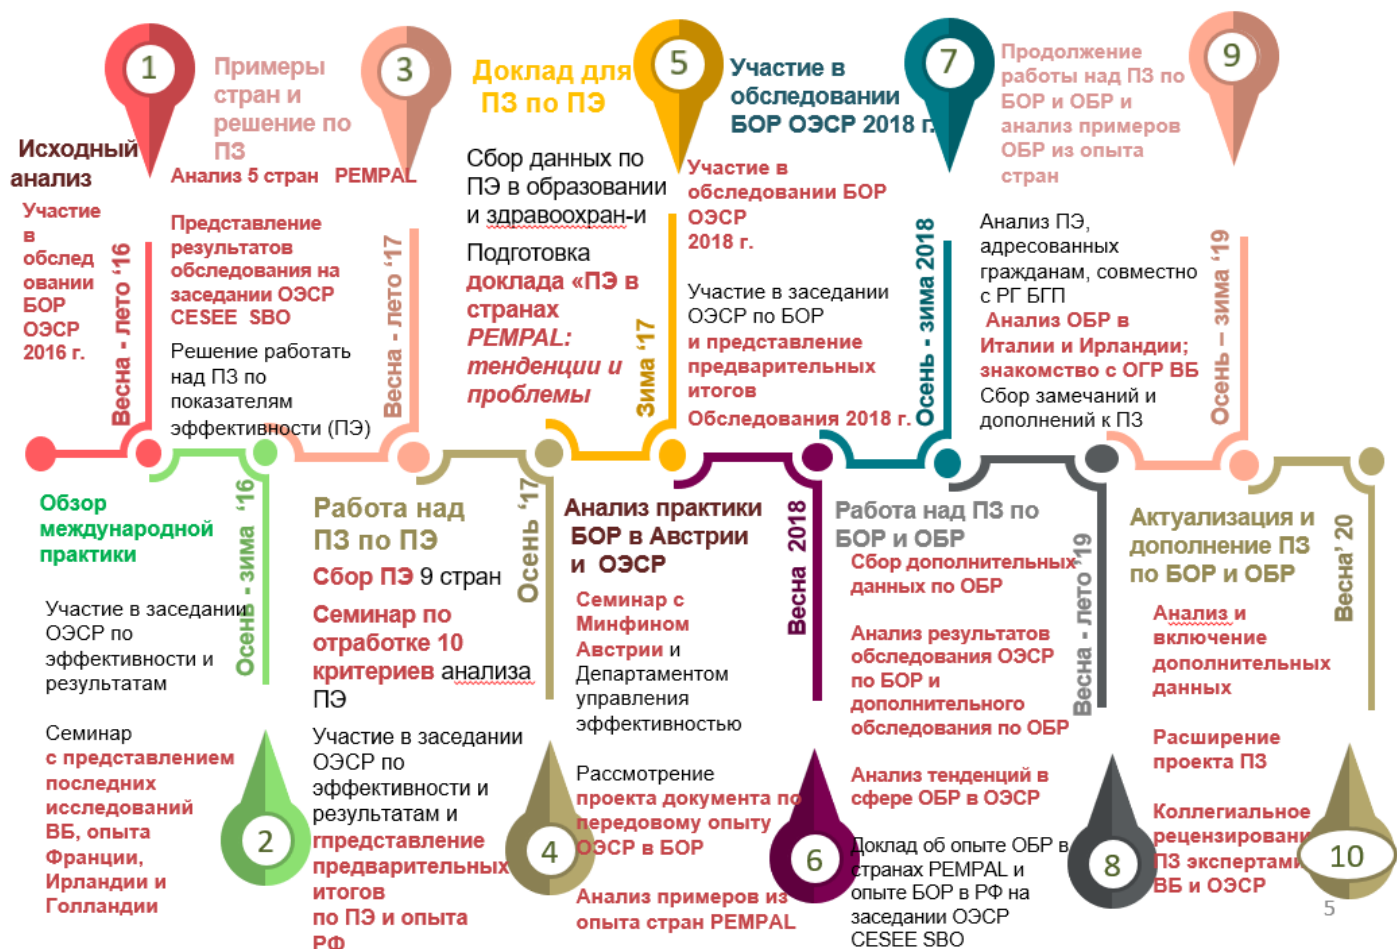 1
Исходный
анализ
Участие
в
обслед
овании
БОР
ОЭСР
2016 г.
Весна - лето ‘16
2
Обзор
международной
практики
Участие в заседании
ОЭСР по
эффективности и
результатам
Семинар
с представлением
последних
исследований
ВБ, опыта
Франции,
Ирландии и
Голландии
Осень - зима ‘16
3
Примеры
стран и
решение по
ПЗ
Анализ 5 стран PEMPAL
Представление
результатов
обследования на
заседании ОЭСР
CESEE SBO
Решение работать
над ПЗ по
показателям
эффективности (ПЭ)
Весна - лето ‘17
4
Работа над
ПЗ по ПЭ
Сбор ПЭ 9 стран
Семинар по
отработке 10
критериев анализа
ПЭ
Участие в заседании
ОЭСР по
эффективности и
результатам и
гпредставление
предварительных
итогов
по ПЭ и опыта
РФ
Осень ‘17
5
Доклад для
ПЗ по ПЭ
Сбор данных по
ПЭ в образовании
и здравоохран-и
Подготовка
доклада «ПЭ в
странах
PEMPAL:
тенденции и
проблемы
Зима ‘17
6
Анализ практики
БОР в Австрии
и ОЭСР
Семинар с
Минфином
Австрии и
Департаментом
управления
эффективностью
Рассмотрение
проекта документа по
передовому опыту
ОЭСР в БОР
Анализ примеров из
опыта стран PEMPAL
Весна 2018
7
Участие в
обследовании
БОР ОЭСР 2018 г.
Участие в
обследовании БОР
ОЭСР
2018 г.
Участие в заседании
ОЭСР по БОР
и представление
предварительных
итогов
Обследования 2018 г.
Осень - зима 2018
8
Работа над ПЗ по
БОР и ОБР
Сбор дополнительных
данных по ОБР
Анализ результатов
обследования ОЭСР
по БОР и
дополнительного
обследования по ОБР
Анализ тенденций в
сфере ОБР в ОЭСР
Доклад об опыте ОБР в
странах PEMPAL и
опыте БОР в РФ на
заседании ОЭСР
CESEE SBO
Весна - лето ‘19
9
Продолжение
работы над ПЗ по
БОР и ОБР и
анализ примеров
ОБР из опыта
стран
Анализ ПЭ,
адресованных
гражданам, совместно
с РГ БГП
Анализ ОБР в
Италии и Ирландии;
знакомство с ОГР ВБ
Сбор замечаний и
дополнений к ПЗ
Осень – зима ‘19
10
Актуализация и
дополнение ПЗ
по БОР и ОБР
Анализ и
включение
дополнительных
данных
Расширение
проекта ПЗ
Коллегиальное
рецензировани
ПЗ экспертами
ВБ и ОЭСР
Весна’ 20
5